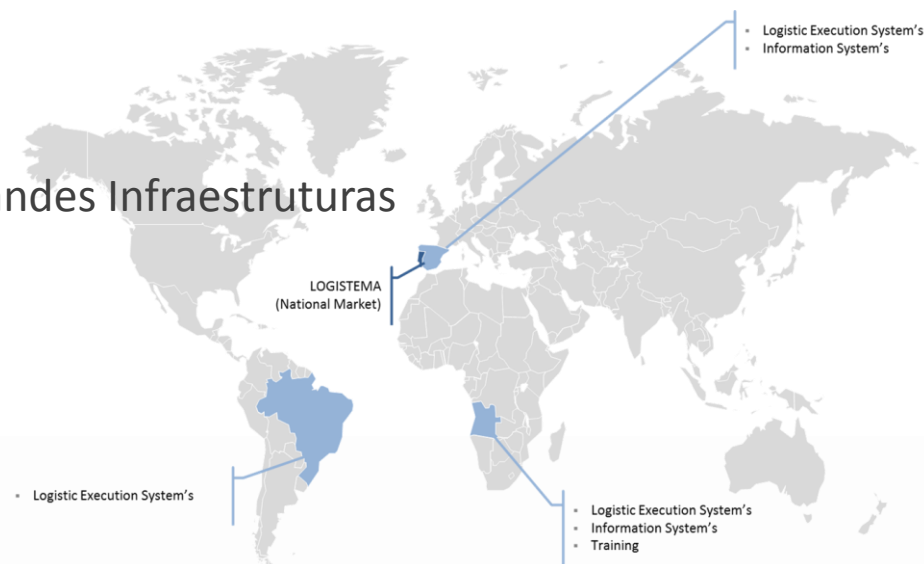 Logistic Execution System's
Information System's
ndes Infraestruturas
LOGISTEMA
(National Market)
Logistic Execution System's
Logistic Execution System's
Information System's
Training